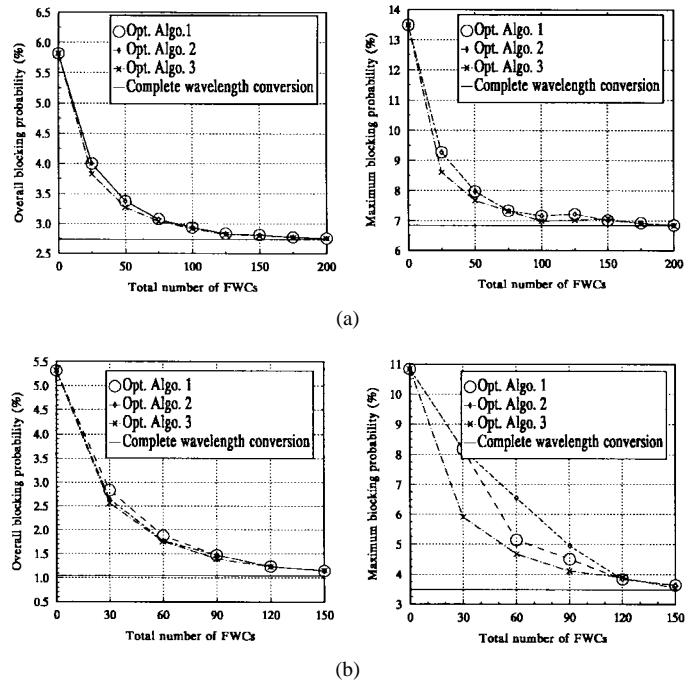 6.5
6.0
5.5
5.0
4.5
4.0
3.5
3.0
2.5
Overall blocking probability (%)
Opt. Algo.1
Opt. Algo. 2
Opt. Algo. 3
Complete wavelength conversion
0 50 100 150 200
Total number of FWCs
14
13
12
11
10
9
8
7
6
Maximum blocking probability (%)
Opt. Algo. 1
Opt. Algo. 2
Opt. Algo. 3
Complete wavelength conversion
0 50 100 150 200
Total number of FWCs
(a)
5.5
5.0
4.5
4.0
3.5
3.0
2.5
2.0
1.5
1.0
0.5
Overall blocking probability (%)
Opt. Algo. 1
Opt. Algo. 2
Opt. Algo. 3
Complete wavelength conversion
0 30 60 90 120 150
Total number of FWCs
11
10
9
8
7
6
5
4
3
Maximum biocking probability (%)
Opt. Algo. 1
Opt. Algo. 2
Opt. Algo. 3
Complete wavelength conversion
0 30 60 90 120 150
Total number of FWCs
(b)